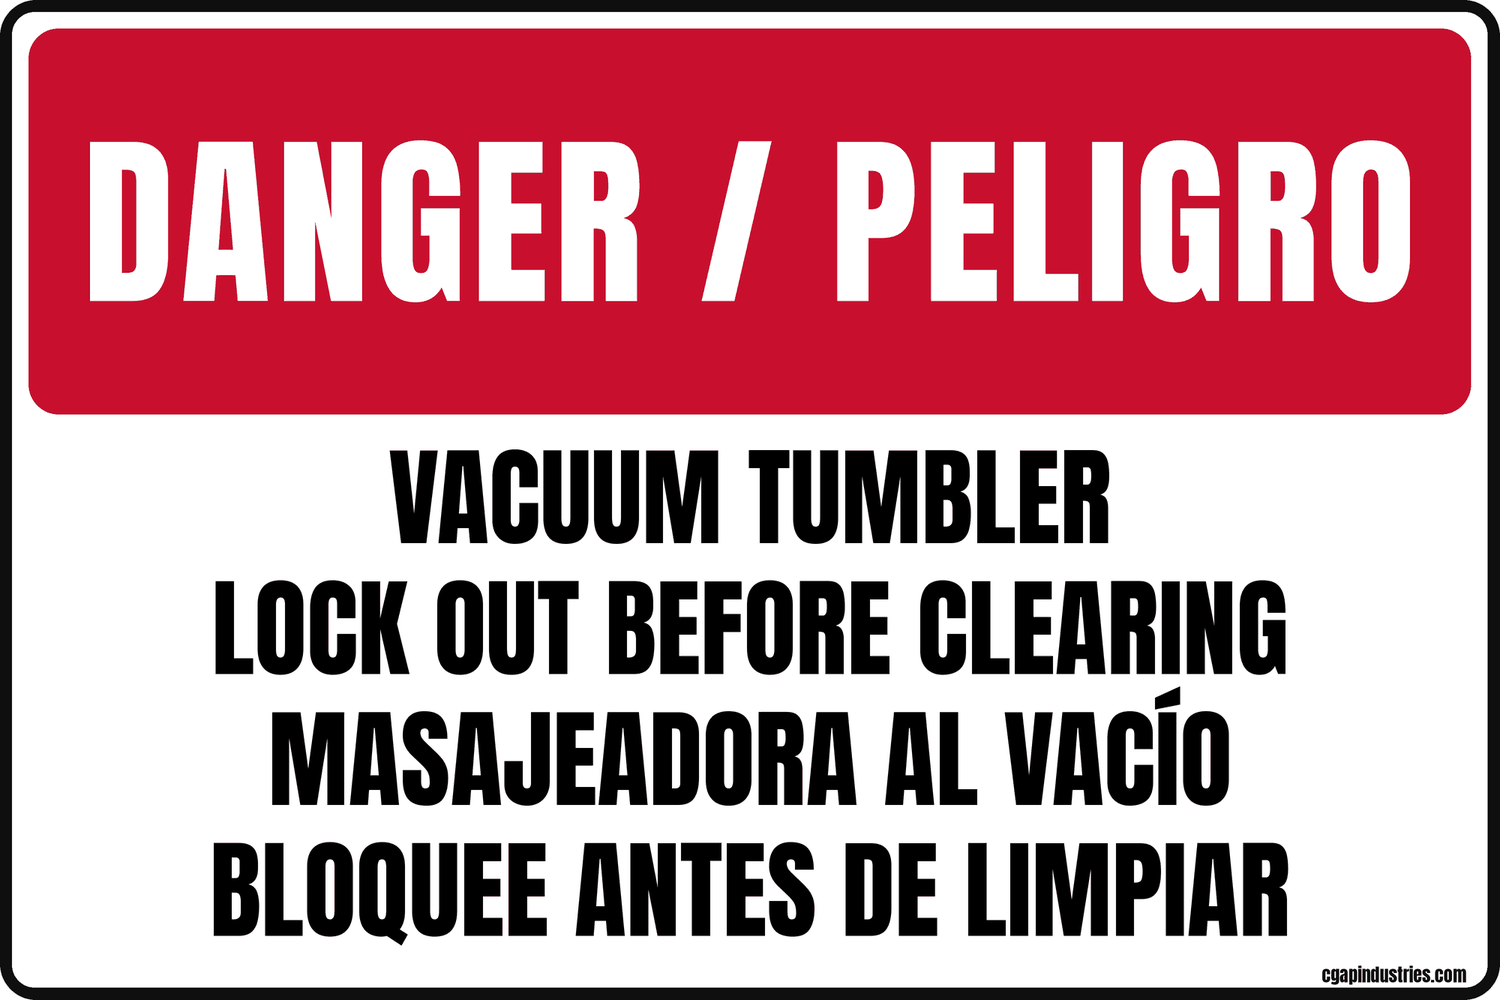 DANGER / PELIGRO
VACUUM TUMBLER
LOCK OUT BEFORE CLEARING
MASAJEADORA AL VACÍO
BLOQUEE ANTES DE LIMPIAR
cgapindustries.com